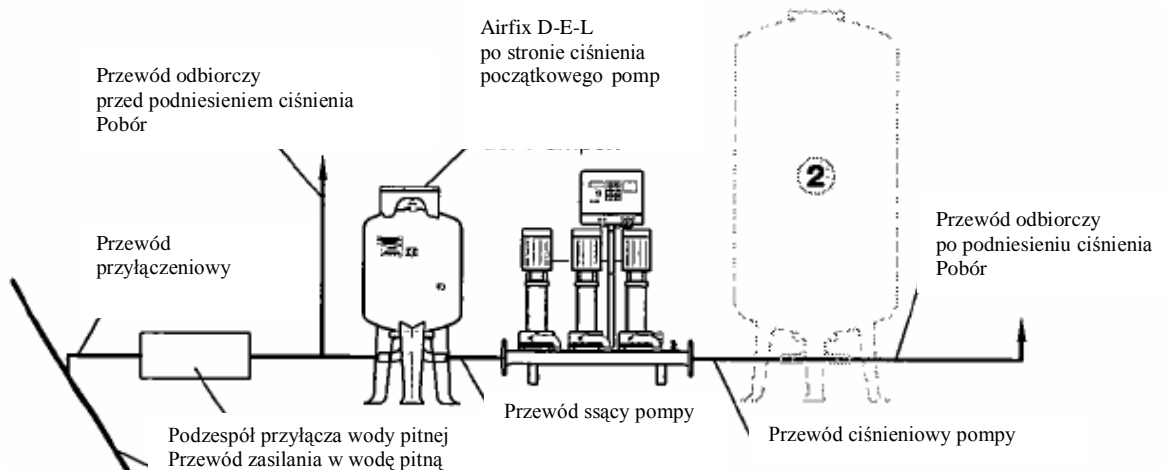 Airfix D-E-L
po stronie ciśnienia
początkowego pomp
Przewód odbiorczy
przed podniesieniem ciśnienia
Pobór
2
Przewód odbiorczy
po podniesieniu ciśnienia
Pobór
Przewód
przyłączeniowy
Przewód ssący pompy
Przewód ciśnieniowy pompy
Podzespół przyłącza wody pitnej
Przewód zasilania w wodę pitną